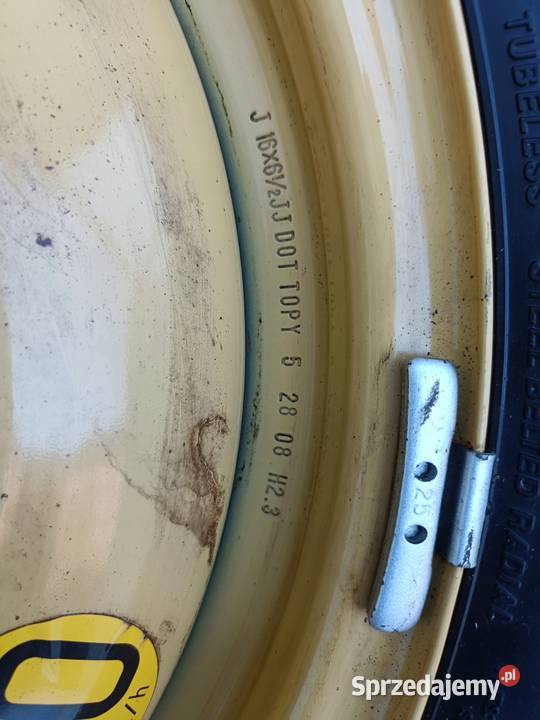 J 16X6½JJ DOT TOPY 5 28 08 H2.3
25
TUBELESS STEEL BELTED RADIAL
Sprzedajemy.pl